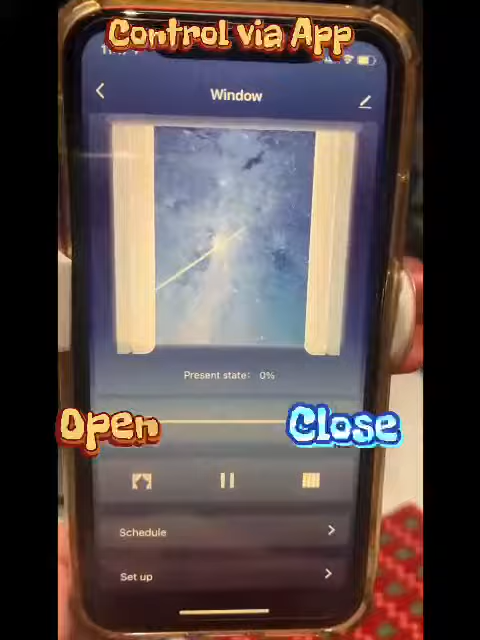 Control via App
Window
Present state: 0%
Open
Close
Schedule
Set up